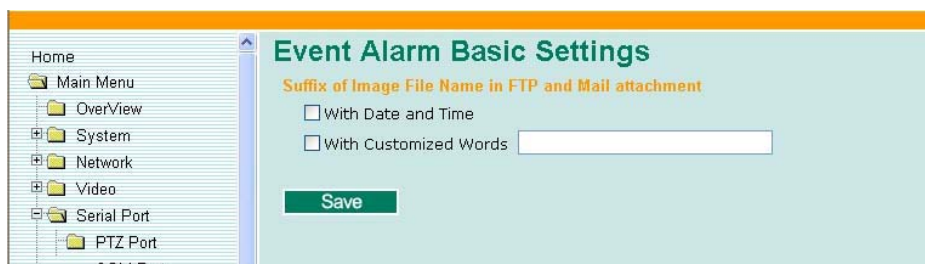 Home
Main Menu
OverView
System
Network
Video
Serial Port
PTZ Port
Event Alarm Basic Settings
Suffix of Image File Name in FTP and Mail attachment
With Date and Time
With Customized Words
Save